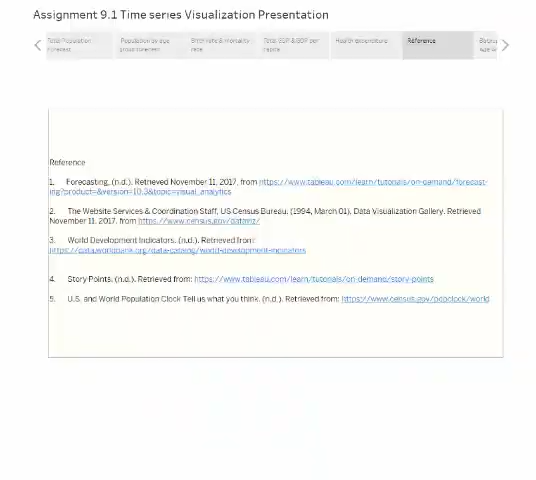 Assignment 9.1 Time series Visualization Presentation
Total Population Population by age Birth rate & mortality Total GDP & GDP per Health expenditure Reference
Forecast proportionment rate capita
Reference
1. Forecasting. (n.d.). Retrieved November 11, 2017, from https://www.tableau.com/learn/tutorials/on-demand/forecast-
ing?product=&version=10.3&topic=visual_analytics
2. The Website Services & Coordination Staff, US Census Bureau. (1994, March 01). Data Visualization Gallery. Retrieved
November 11, 2017, from https://www.census.gov/dataviz/
3. World Development Indicators. (n.d.). Retrieved from:
https://data.worldbank.org/data-catalog/world-development-indicators
4. Story Points. (n.d.). Retrieved from: https://www.tableau.com/learn/tutorials/on-demand/story-points
5. U.S. and World Population Clock Tell us what you think. (n.d.). Retrieved from: https://www.census.gov/popclock/world